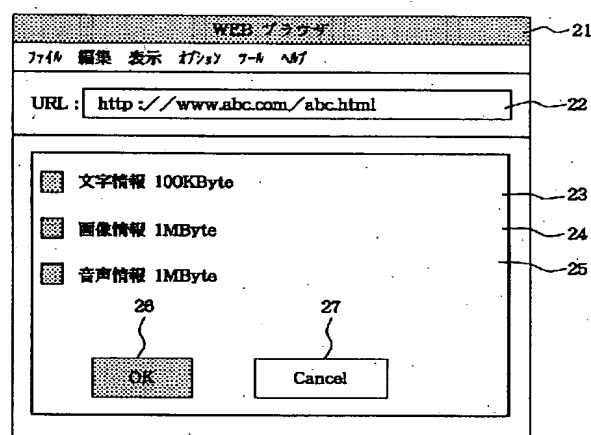 WEB ブラウザ
21
ファイル 編集 表示 オプション ツール ヘルプ
URL : http ://www.abc.com/abc.html
22
文字情報 100KByte
23
画像情報 1MByte
24
音声情報 1MByte
25
26 27
OK Cancel